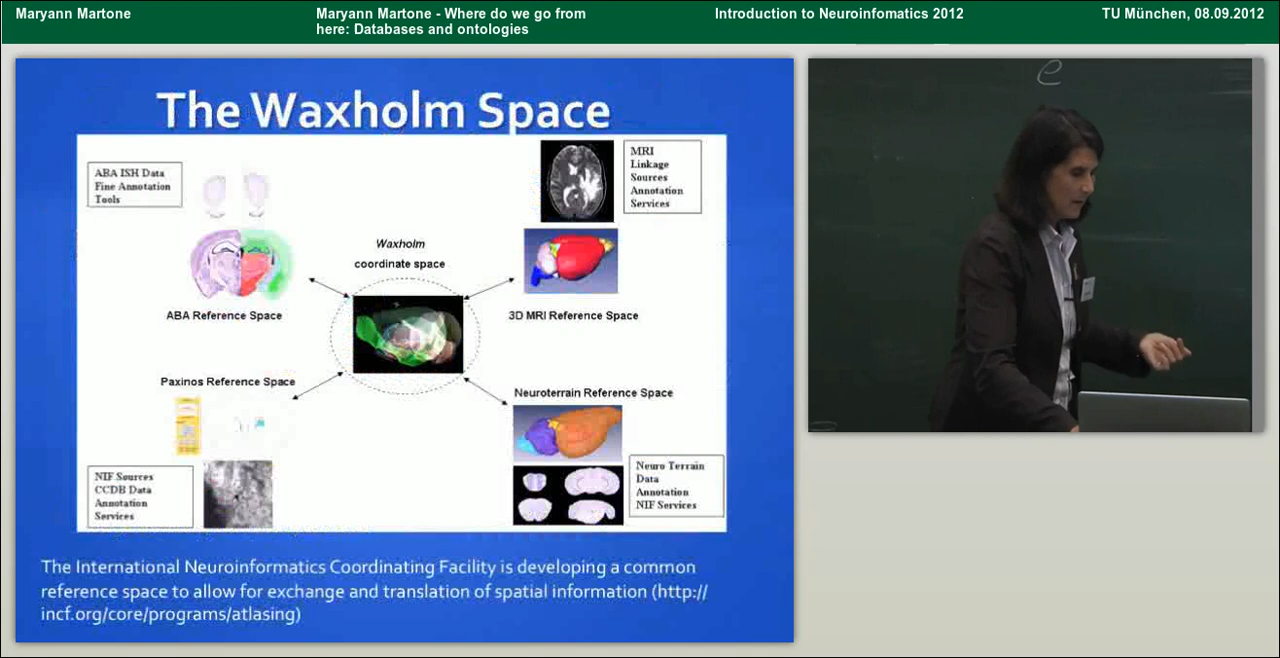 Maryann Martone
Maryann Martone - Where do we go from
here: Databases and ontologies
Introduction to Neuroinfomatics 2012
TU München, 08.09.2012
The Waxholm Space
ABA ISH Data
Fine Annotation
Tools
MRI
Linkage
Sources
Annotation
Services
Waxholm
coordinate space
ABA Reference Space
3D MRI Reference Space
Paxinos Reference Space
Neuroterrain Reference Space
NIF Sources
CCDB Data
Annotation
Services
Neuro Terrain
Data
Annotation
NIF Services
The International Neuroinformatics Coordinating Facility is developing a common
reference space to allow for exchange and translation of spatial information (http://
incf.org/core/programs/atlasing)
e